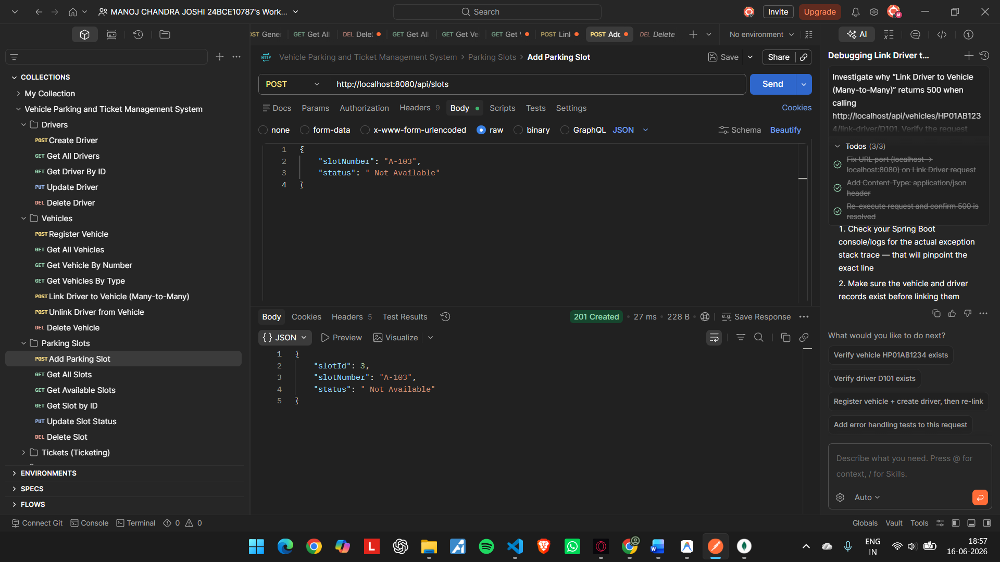 MANOJ CHANDRA JOSHI 24BCE10787's Work...
Search
Invite
Upgrade
POST Add
GET Get All
GET Get All
No environment
AI
DEL Delete
Vehicle Parking and Ticket Management System > Parking Slots > Add Parking Slot
Save
Share
COLLECTIONS
My Collection
Vehicle Parking and Ticket Management System
Drivers
POST Create Driver
GET Get All Drivers
GET Get Driver By ID
PUT Update Driver
DEL Delete Driver
Vehicles
POST Register Vehicle
GET Get All Vehicles
GET Get Vehicle By Number
GET Get Vehicles By Type
POST Link Driver to Vehicle (Many-to-Many)
POST Unlink Driver from Vehicle
DEL Delete Vehicle
Parking Slots
POST Add Parking Slot
GET Get All Slots
GET Get Available Slots
GET Get Slot by ID
PUT Update Slot Status
DEL Delete Slot
Tickets (Ticketing)
ENVIRONMENTS
SPECS
FLOWS
POST
http://localhost:8080/api/slots
Send
Docs
Params
Authorization
Headers 9
Body
Scripts
Tests
Settings
Cookies
none
form-data
x-www-form-urlencoded
raw
binary
GraphQL
JSON
Schema
Beautify
1 {
2 "slotNumber": "A-103",
3 "status": " Not Available"
4 }
Body
Cookies
Headers 5
Test Results
201 Created
27 ms
228 B
Save Response
{} JSON
Preview
Visualize
1 {
2 "slotId": 3,
3 "slotNumber": "A-103",
4 "status": " Not Available"
5 }
Debugging Link Driver t...
Investigate why “Link Driver to Vehicle
(Many-to-Many)” returns 500 when
calling
http://localhost/api/vehicles/HP01AB123
4/link-driver/D101. Verify the request
Todos (3/3)
Fix URL port (localhost →
localhost:8080) on Link Driver request
Add Content-Type: application/json
header
Re-execute request and confirm 500 is
resolved
1. Check your Spring Boot
console/logs for the actual exception
stack trace — that will pinpoint the
exact line
2. Make sure the vehicle and driver
records exist before linking them
What would you like to do next?
Verify vehicle HP01AB1234 exists
Verify driver D101 exists
Register vehicle + create driver, then re-link
Add error handling tests to this request
Describe what you need. Press @ for
context, / for Skills.
Auto
Connect Git
Console
Terminal
0
0
Globals
Vault
Tools
ENG
IN
18:57
16-06-2026